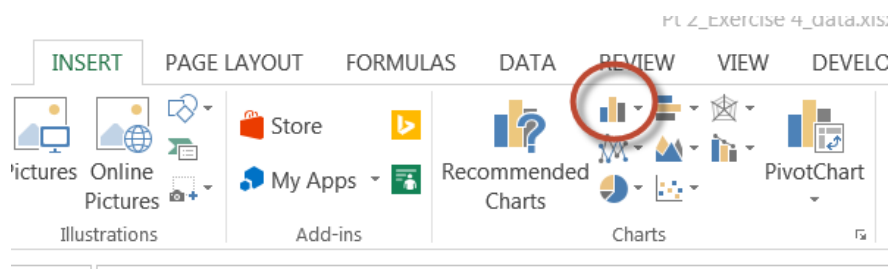 Pt 2_Exercise 4_data.xls
INSERT PAGE LAYOUT FORMULAS DATA REVIEW VIEW DEVELO
Pictures
Online
Pictures
Store
My Apps
Recommended
Charts
PivotChart
Illustrations
Add-ins
Charts